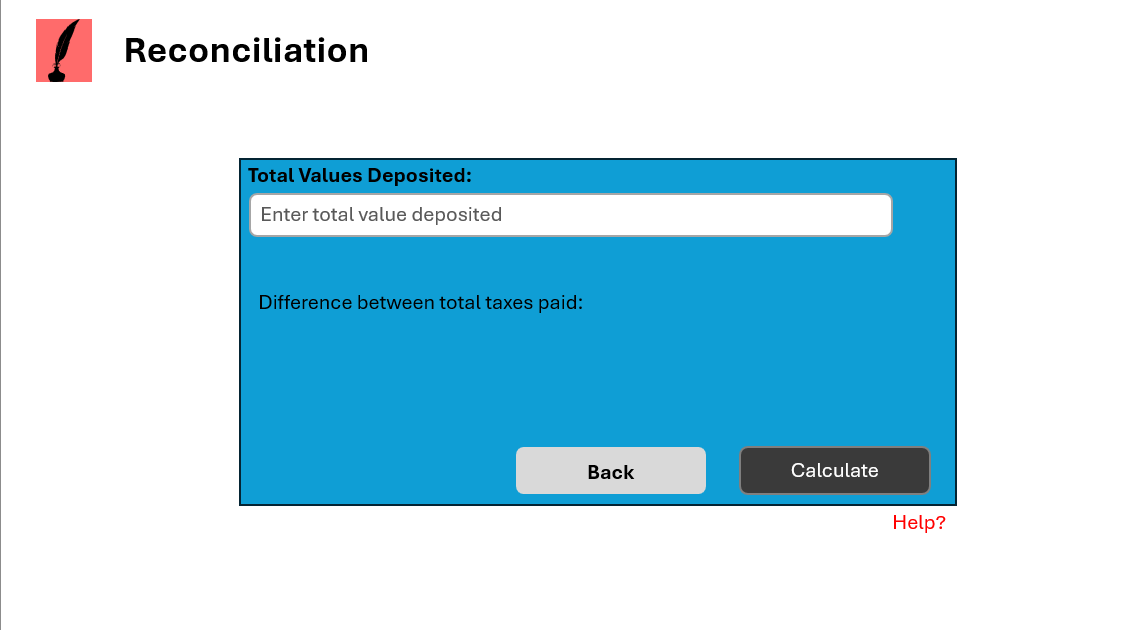 Reconciliation
Total Values Deposited:
Enter total value deposited
Difference between total taxes paid:
Back
Calculate
Help?